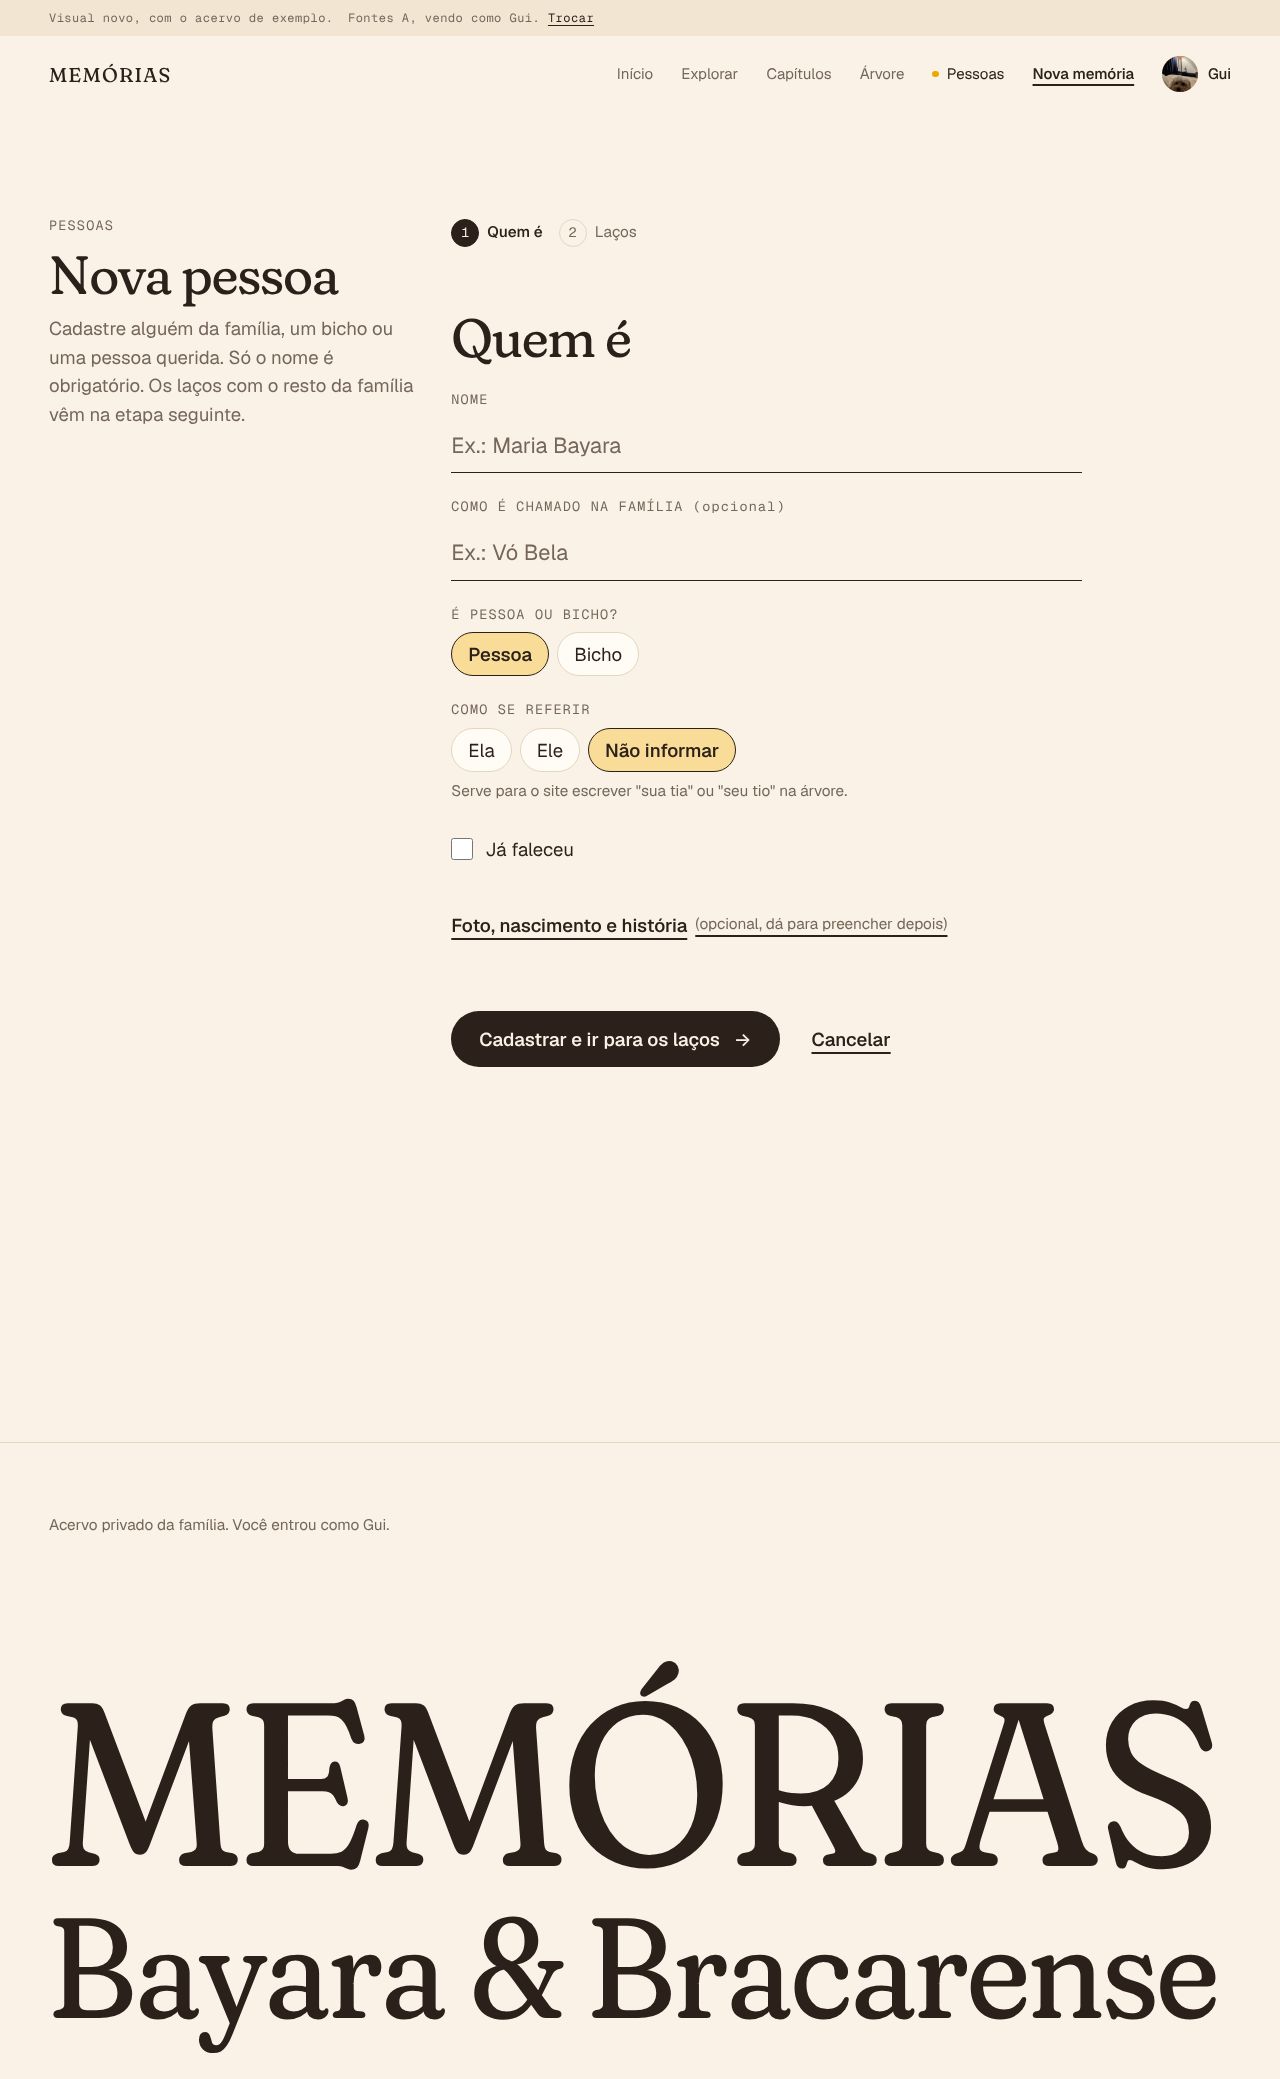 Visual novo, com o acervo de exemplo. Fontes A, vendo como Gui. Trocar
MEMÓRIAS
Início
Explorar
Capítulos
Árvore
Pessoas
Nova memória
Gui
PESSOAS
Nova pessoa
Cadastre alguém da família, um bicho ou
uma pessoa querida. Só o nome é
obrigatório. Os laços com o resto da família
vêm na etapa seguinte.
1 Quem é 2 Laços
Quem é
NOME
Ex.: Maria Bayara
COMO É CHAMADO NA FAMÍLIA (opcional)
Ex.: Vó Bela
É PESSOA OU BICHO?
Pessoa Bicho
COMO SE REFERIR
Ela Ele Não informar
Serve para o site escrever "sua tia" ou "seu tio" na árvore.
Já faleceu
Foto, nascimento e história (opcional, dá para preencher depois)
Cadastrar e ir para os laços → Cancelar
Acervo privado da família. Você entrou como Gui.
MEMÓRIAS
Bayara & Bracarense